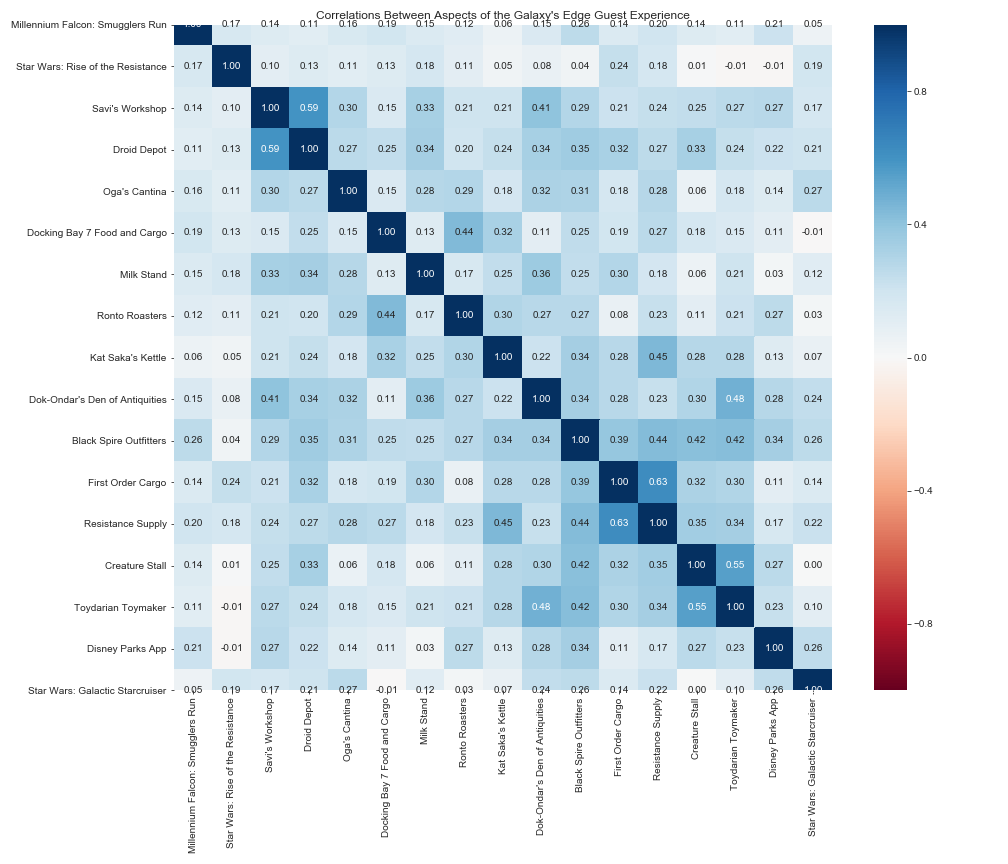 Correlations Between Aspects of the Galaxy's Edge Guest Experience
Millennium Falcon: Smugglers Run 1.00 0.17 0.14 0.11 0.16 0.19 0.15 0.12 0.06 0.15 0.26 0.14 0.20 0.14 0.11 0.21 0.05
Star Wars: Rise of the Resistance 0.17 1.00 0.10 0.13 0.11 0.13 0.18 0.11 0.05 0.08 0.04 0.24 0.18 0.01 -0.01 -0.01 0.19
Savi's Workshop 0.14 0.10 1.00 0.59 0.30 0.15 0.33 0.21 0.21 0.41 0.29 0.21 0.24 0.25 0.27 0.27 0.17
Droid Depot 0.11 0.13 0.59 1.00 0.27 0.25 0.34 0.20 0.24 0.34 0.35 0.32 0.27 0.33 0.24 0.22 0.21
Oga's Cantina 0.16 0.11 0.30 0.27 1.00 0.15 0.28 0.29 0.18 0.32 0.31 0.18 0.28 0.06 0.18 0.14 0.27
Docking Bay 7 Food and Cargo 0.19 0.13 0.15 0.25 0.15 1.00 0.13 0.44 0.32 0.11 0.25 0.19 0.27 0.18 0.15 0.11 -0.01
Milk Stand 0.15 0.18 0.33 0.34 0.28 0.13 1.00 0.17 0.25 0.36 0.25 0.30 0.18 0.06 0.21 0.03 0.12
Ronto Roasters 0.12 0.11 0.21 0.20 0.29 0.44 0.17 1.00 0.30 0.27 0.27 0.08 0.23 0.11 0.21 0.27 0.03
Kat Saka's Kettle 0.06 0.05 0.21 0.24 0.18 0.32 0.25 0.30 1.00 0.22 0.34 0.28 0.45 0.28 0.28 0.13 0.07
Dok-Ondar's Den of Antiquities 0.15 0.08 0.41 0.34 0.32 0.11 0.36 0.27 0.22 1.00 0.34 0.28 0.23 0.30 0.48 0.28 0.24
Black Spire Outfitters 0.26 0.04 0.29 0.35 0.31 0.25 0.25 0.27 0.34 0.34 1.00 0.39 0.44 0.42 0.42 0.34 0.26
First Order Cargo 0.14 0.24 0.21 0.32 0.18 0.19 0.30 0.08 0.28 0.28 0.39 1.00 0.63 0.32 0.30 0.11 0.14
Resistance Supply 0.20 0.18 0.24 0.27 0.28 0.27 0.18 0.23 0.45 0.23 0.44 0.63 1.00 0.35 0.34 0.17 0.22
Creature Stall 0.14 0.01 0.25 0.33 0.06 0.18 0.06 0.11 0.28 0.30 0.42 0.32 0.35 1.00 0.55 0.27 0.00
Toydarian Toymaker 0.11 -0.01 0.27 0.24 0.18 0.15 0.21 0.21 0.28 0.48 0.42 0.30 0.34 0.55 1.00 0.23 0.10
Disney Parks App 0.21 -0.01 0.27 0.22 0.14 0.11 0.03 0.27 0.13 0.28 0.34 0.11 0.17 0.27 0.23 1.00 0.26
Star Wars: Galactic Starcruiser 0.05 0.19 0.17 0.21 0.27 -0.01 0.12 0.03 0.07 0.24 0.26 0.14 0.22 0.00 0.10 0.26 1.00
Millennium Falcon: Smugglers Run
Star Wars: Rise of the Resistance
Savi's Workshop
Droid Depot
Oga's Cantina
Docking Bay 7 Food and Cargo
Milk Stand
Ronto Roasters
Kat Saka's Kettle
Dok-Ondar's Den of Antiquities
Black Spire Outfitters
First Order Cargo
Resistance Supply
Creature Stall
Toydarian Toymaker
Disney Parks App
Star Wars: Galactic Starcruiser
0.8
0.4
0.0
−0.4
−0.8